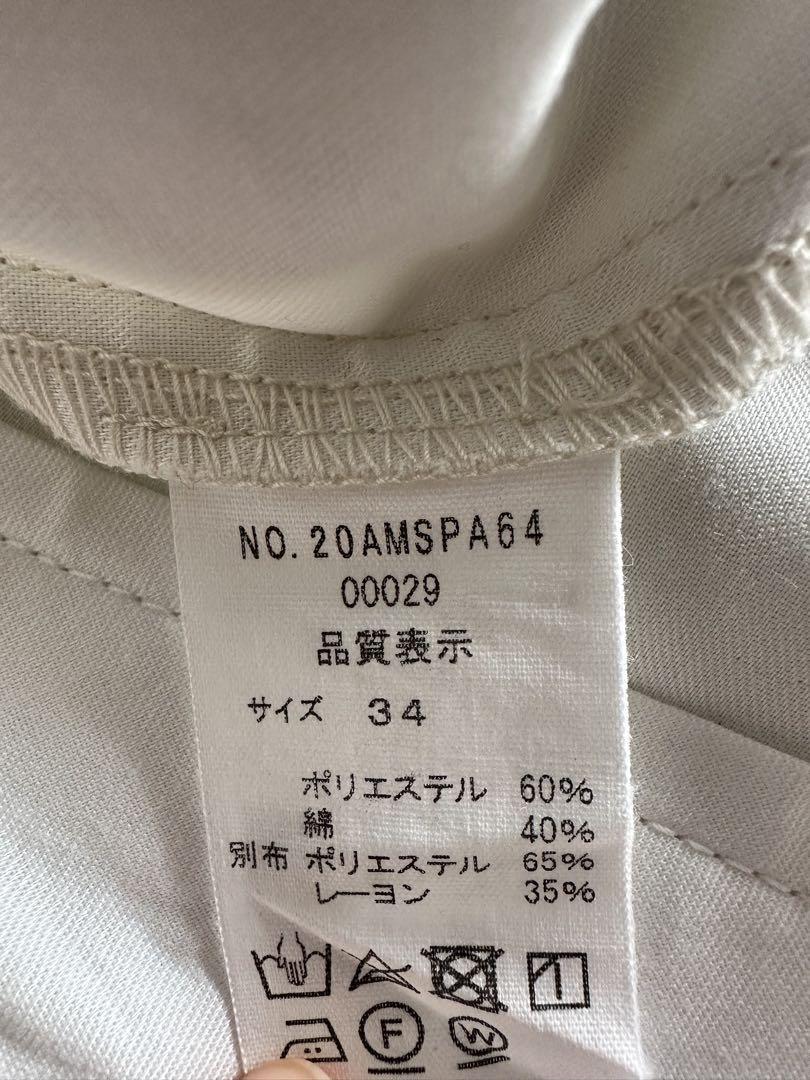 NO.20AMSPA64
00029
品質表示
サイズ 34
ポリエステル 60%
綿 40%
別布 ポリエステル 65%
レーヨン 35%
F
W